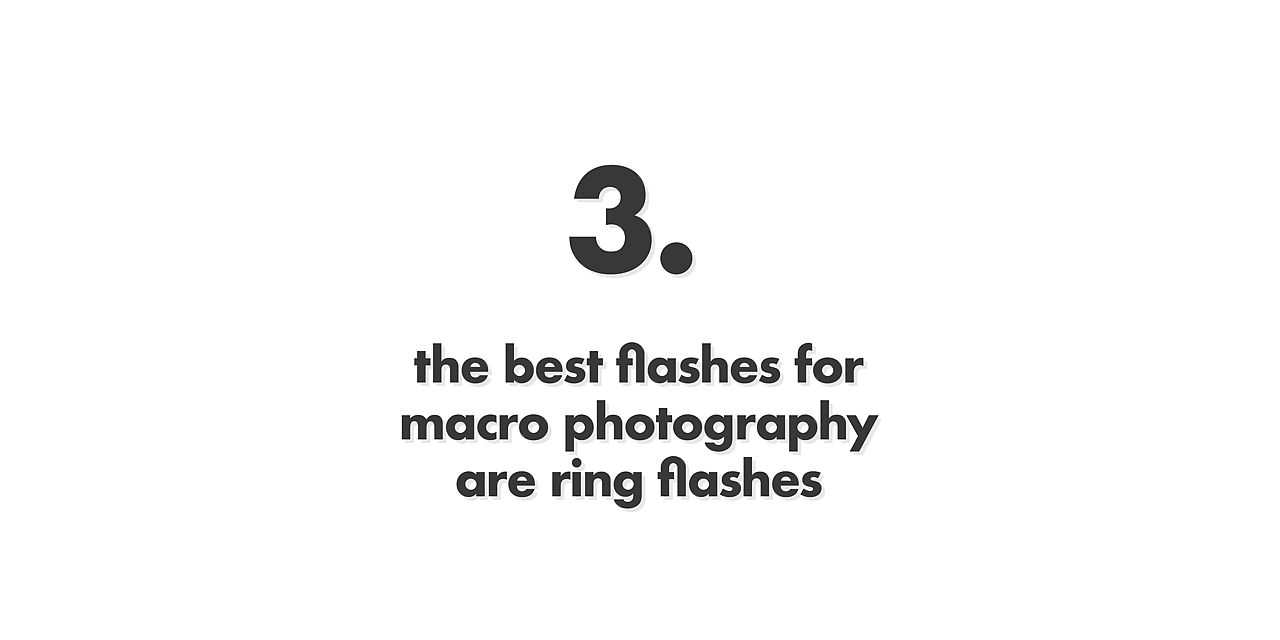 3.
the best flashes for
macro photography
are ring flashes